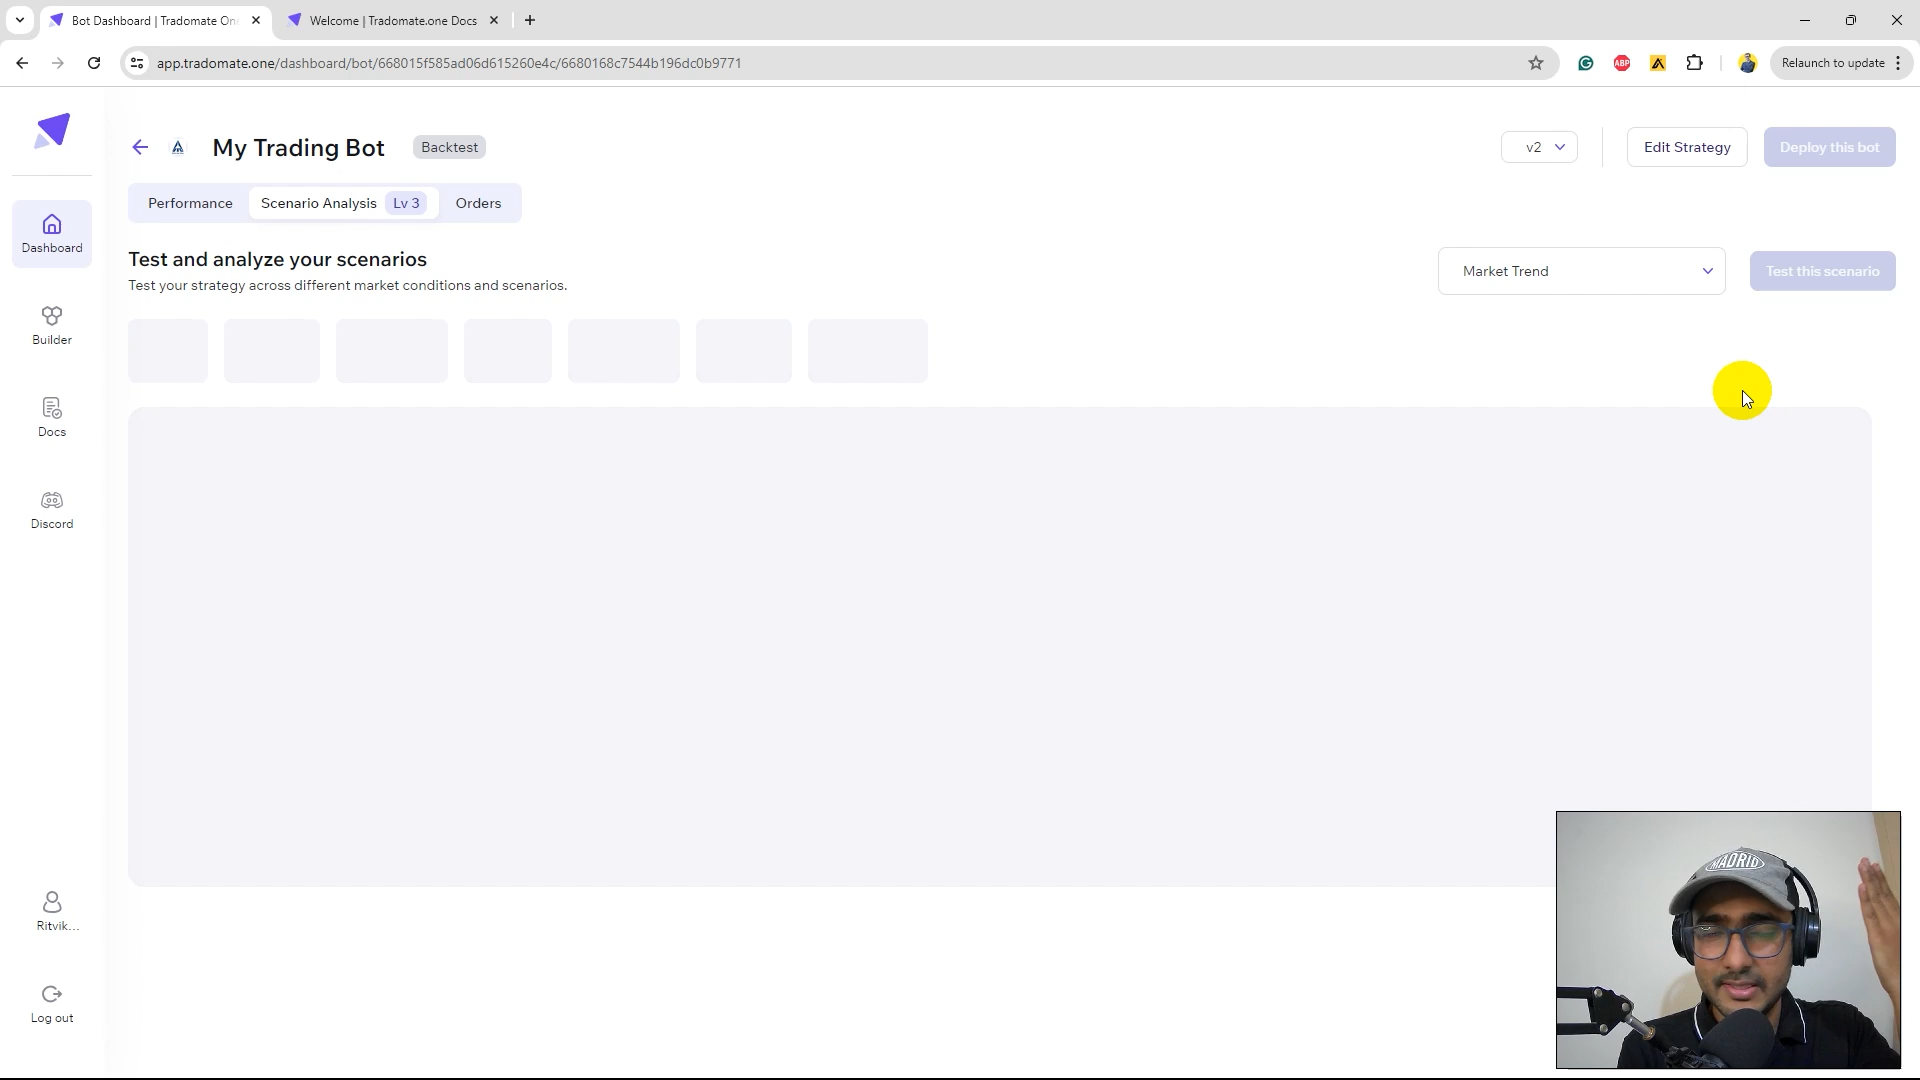 Bot Dashboard | Tradomate On
Welcome | Tradomate.one Docs
app.tradomate.one/dashboard/bot/668015f585ad06d615260e4c/6680168c7544b196dc0b9771
ABP
Relaunch to update
My Trading Bot
Backtest
v2
Edit Strategy
Deploy this bot
Performance
Scenario Analysis
Lv 3
Orders
Test and analyze your scenarios
Test your strategy across different market conditions and scenarios.
Market Trend
Test this scenario
Dashboard
Builder
Docs
Discord
Ritvik...
Log out
MADRID